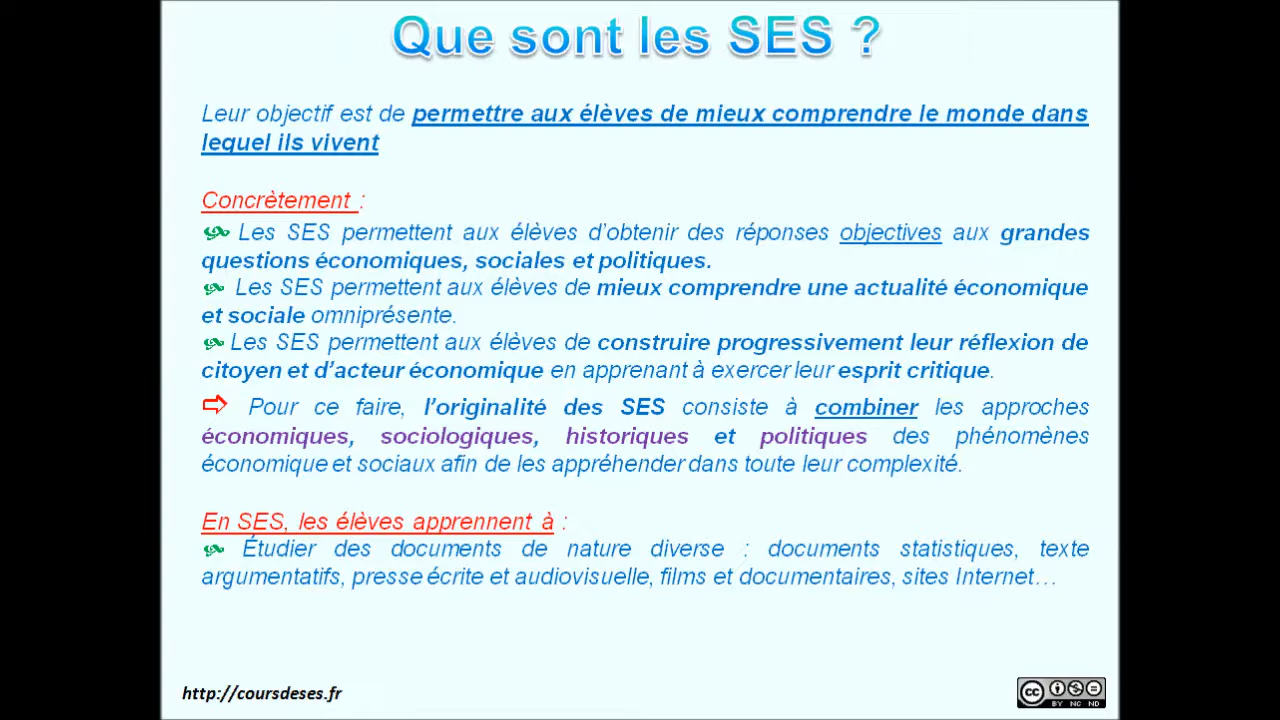 Que sont les SES ?
Leur objectif est de permettre aux élèves de mieux comprendre le monde dans
lequel ils vivent
Concrètement :
Les SES permettent aux élèves d’obtenir des réponses objectives aux grandes
questions économiques, sociales et politiques.
Les SES permettent aux élèves de mieux comprendre une actualité économique
et sociale omniprésente.
Les SES permettent aux élèves de construire progressivement leur réflexion de
citoyen et d’acteur économique en apprenant à exercer leur esprit critique.
⇨ Pour ce faire, l’originalité des SES consiste à combiner les approches
économiques, sociologiques, historiques et politiques des phénomènes
économique et sociaux afin de les appréhender dans toute leur complexité.
En SES, les élèves apprennent à :
Étudier des documents de nature diverse : documents statistiques, texte
argumentatifs, presse écrite et audiovisuelle, films et documentaires, sites Internet…
http://coursdeses.fr
cc
BY NC ND